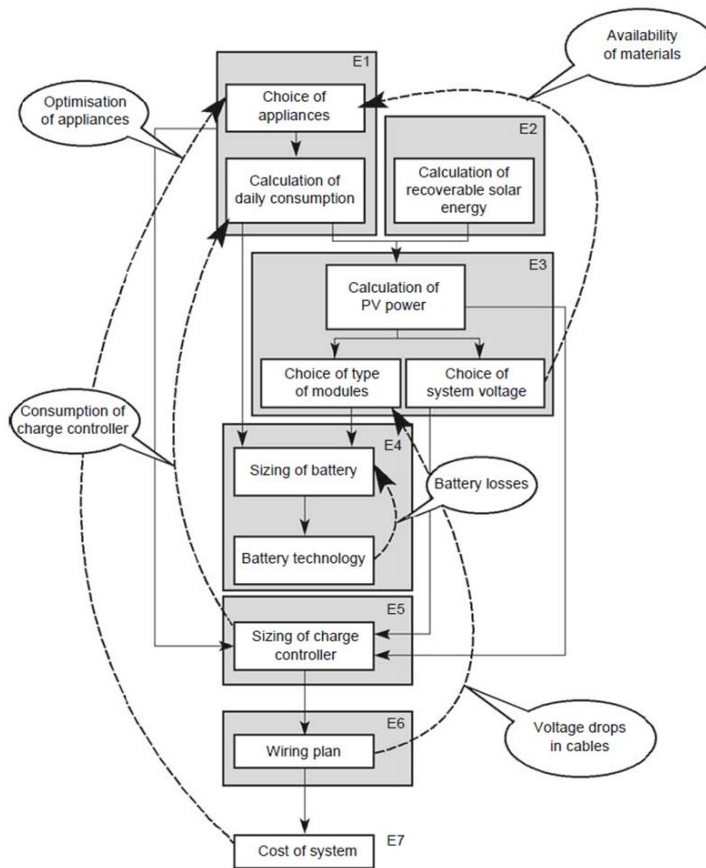 Availability
of materials
E1
Optimisation
of appliances
Choice of
appliances
E2
Calculation of
daily consumption
Calculation of
recoverable solar
energy
E3
Calculation of
PV power
Choice of type
of modules
Choice of
system voltage
Consumption of
charge controller
E4
Sizing of battery
Battery losses
Battery technology
E5
Sizing of charge
controller
E6
Wiring plan
Voltage drops
in cables
E7
Cost of system